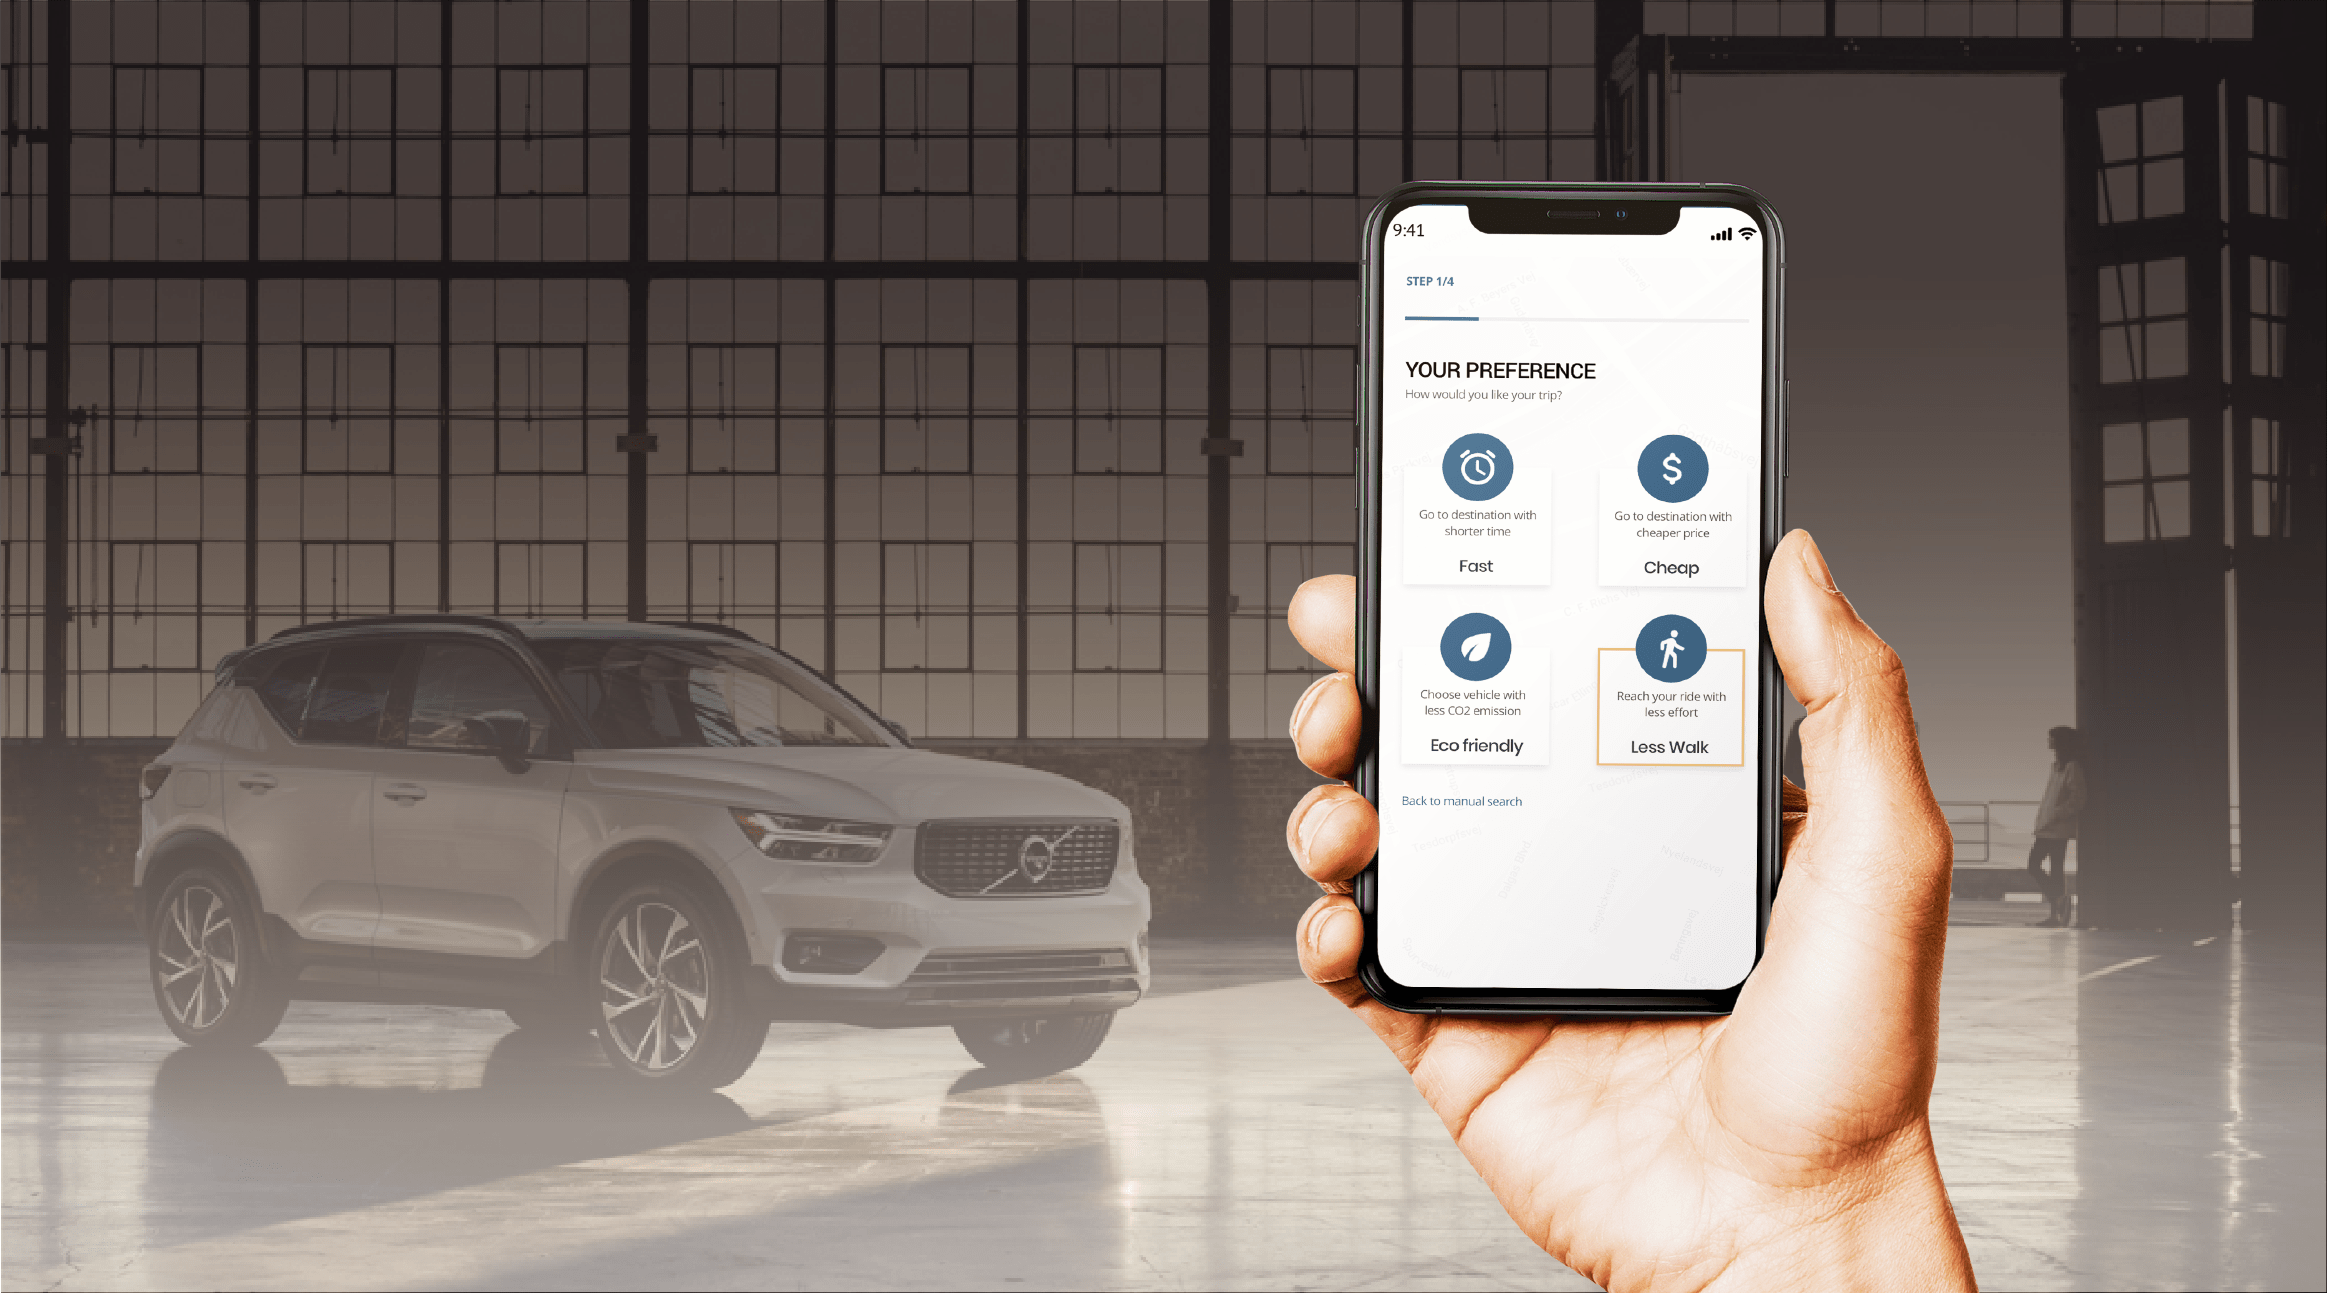 9:41
STEP 1/4
YOUR PREFERENCE
How would you like your trip?
Go to destination with
shorter time
Fast
Go to destination with
cheaper price
Cheap
Choose vehicle with
less CO2 emission
Eco friendly
Reach your ride with
less effort
Less Walk
Back to manual search